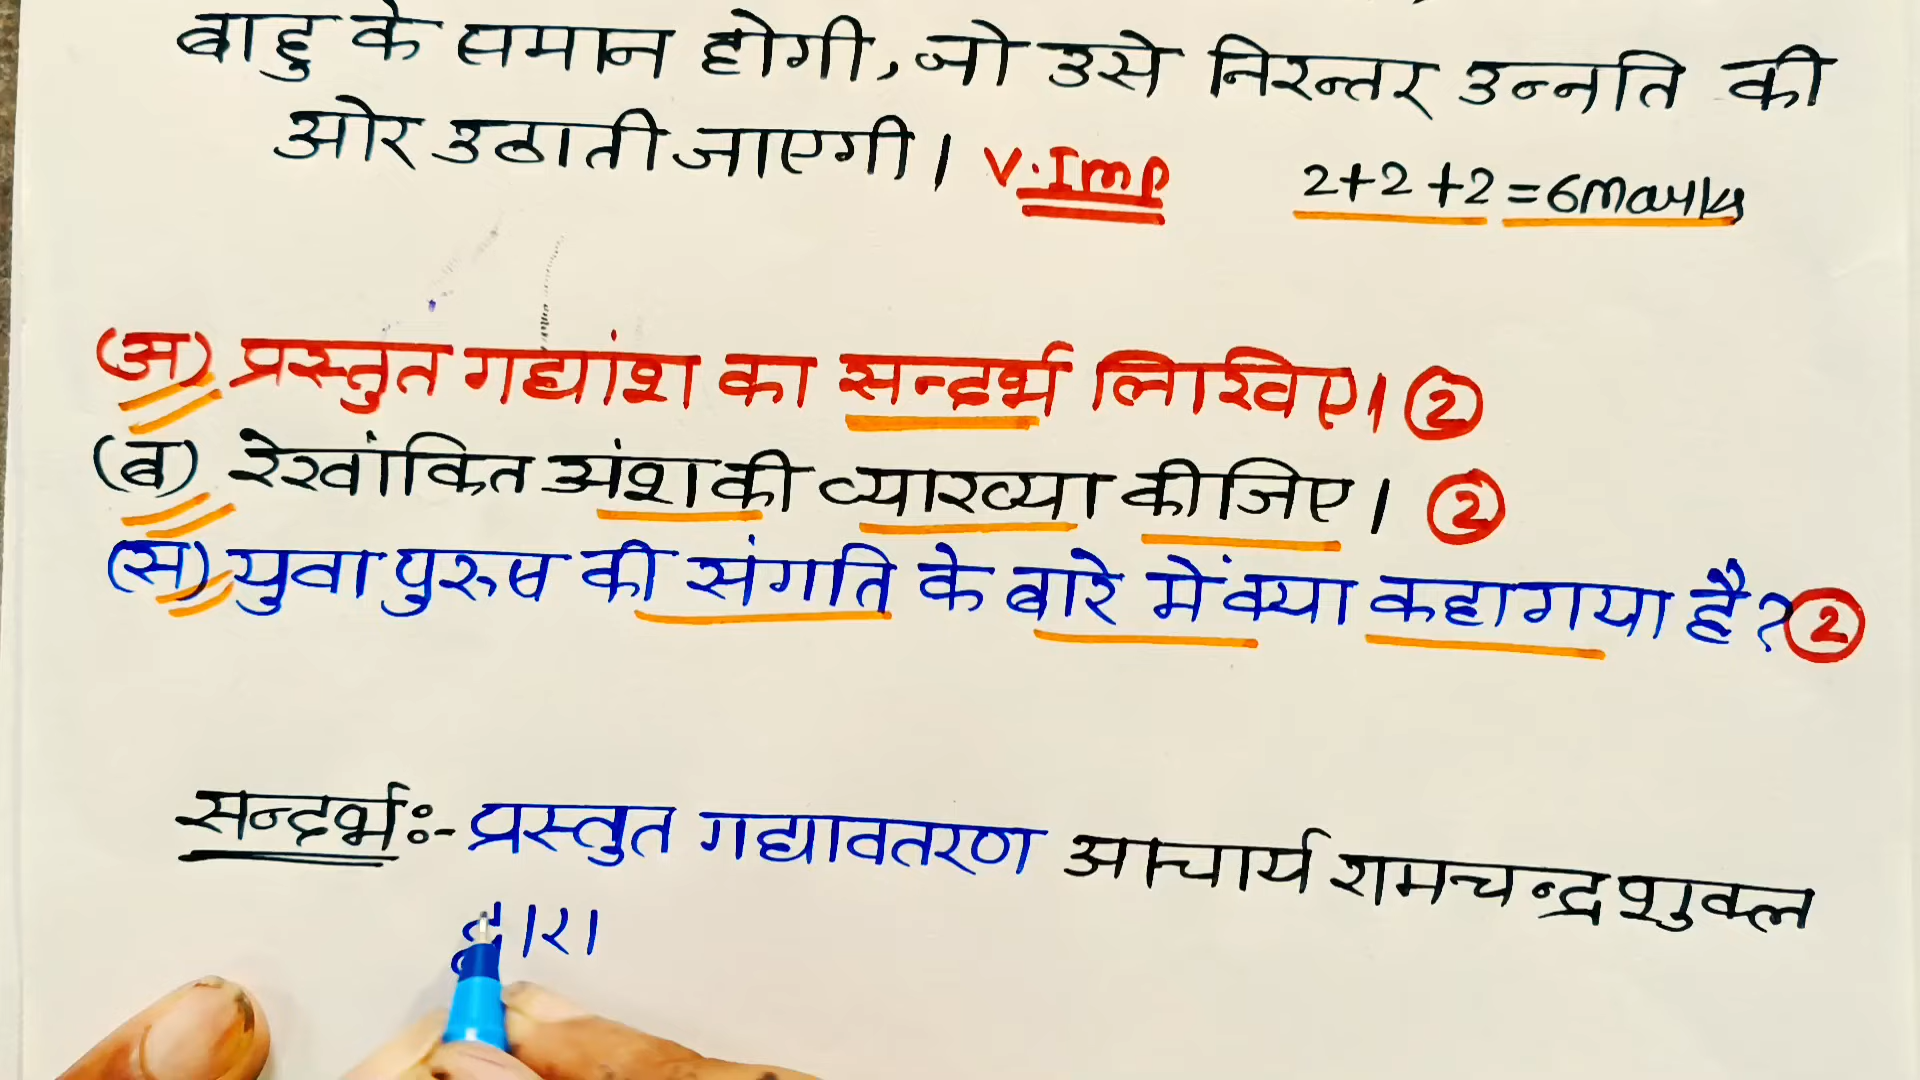 बाहु के समान होगी, जो उसे निरन्तर उन्नति की
ओर उठाती जाएगी। V.Imp 2+2+2=6Marks
(अ) प्रस्तुत गद्यांश का सन्दर्भ लिखिए। 2
(ब) रेखांकित अंश की व्याख्या कीजिए। 2
(स) युवा पुरुष की संगति के बारे में क्या कहा गया है? 2
सन्दर्भः- प्रस्तुत गद्यावतरण आचार्य रामचन्द्र शुक्ल
द्वारा